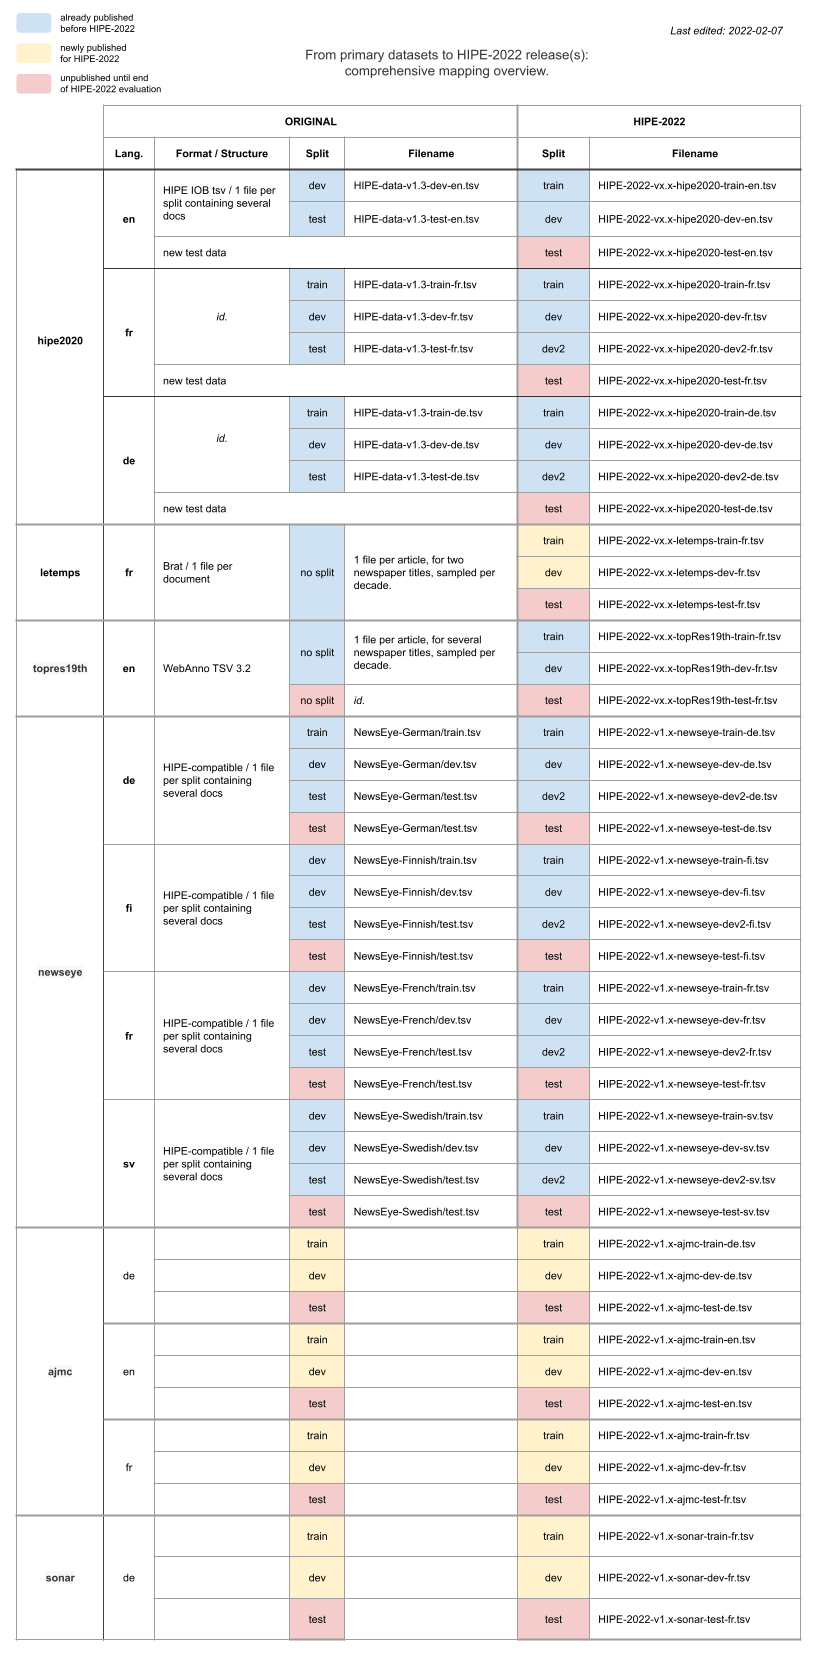 already published
before HIPE-2022
newly published
for HIPE-2022
unpublished until end
of HIPE-2022 evaluation
Last edited: 2022-02-07
From primary datasets to HIPE-2022 release(s):
comprehensive mapping overview.
ORIGINAL HIPE-2022
Lang. Format / Structure Split Filename Split Filename
hipe2020
en
HIPE IOB tsv / 1 file per
split containing several
docs
dev HIPE-data-v1.3-dev-en.tsv train HIPE-2022-vx.x-hipe2020-train-en.tsv
test HIPE-data-v1.3-test-en.tsv dev HIPE-2022-vx.x-hipe2020-dev-en.tsv
new test data test HIPE-2022-vx.x-hipe2020-test-en.tsv
fr
id.
train HIPE-data-v1.3-train-fr.tsv train HIPE-2022-vx.x-hipe2020-train-fr.tsv
dev HIPE-data-v1.3-dev-fr.tsv dev HIPE-2022-vx.x-hipe2020-dev-fr.tsv
test HIPE-data-v1.3-test-fr.tsv dev2 HIPE-2022-vx.x-hipe2020-dev2-fr.tsv
new test data test HIPE-2022-vx.x-hipe2020-test-fr.tsv
de
id.
train HIPE-data-v1.3-train-de.tsv train HIPE-2022-vx.x-hipe2020-train-de.tsv
dev HIPE-data-v1.3-dev-de.tsv dev HIPE-2022-vx.x-hipe2020-dev-de.tsv
test HIPE-data-v1.3-test-de.tsv dev2 HIPE-2022-vx.x-hipe2020-dev2-de.tsv
new test data test HIPE-2022-vx.x-hipe2020-test-de.tsv
letemps
fr
Brat / 1 file per
document
no split
1 file per article, for two
newspaper titles, sampled per
decade.
train HIPE-2022-vx.x-letemps-train-fr.tsv
dev HIPE-2022-vx.x-letemps-dev-fr.tsv
test HIPE-2022-vx.x-letemps-test-fr.tsv
topres19th
en
WebAnno TSV 3.2
no split
1 file per article, for several
newspaper titles, sampled per
decade.
train HIPE-2022-vx.x-topRes19th-train-fr.tsv
dev HIPE-2022-vx.x-topRes19th-dev-fr.tsv
no split id. test HIPE-2022-vx.x-topRes19th-test-fr.tsv
newseye
de
HIPE-compatible / 1 file
per split containing
several docs
train NewsEye-German/train.tsv train HIPE-2022-v1.x-newseye-train-de.tsv
dev NewsEye-German/dev.tsv dev HIPE-2022-v1.x-newseye-dev-de.tsv
test NewsEye-German/test.tsv dev2 HIPE-2022-v1.x-newseye-dev2-de.tsv
test NewsEye-German/test.tsv test HIPE-2022-v1.x-newseye-test-de.tsv
fi
HIPE-compatible / 1 file
per split containing
several docs
dev NewsEye-Finnish/train.tsv train HIPE-2022-v1.x-newseye-train-fi.tsv
dev NewsEye-Finnish/dev.tsv dev HIPE-2022-v1.x-newseye-dev-fi.tsv
test NewsEye-Finnish/test.tsv dev2 HIPE-2022-v1.x-newseye-dev2-fi.tsv
test NewsEye-Finnish/test.tsv test HIPE-2022-v1.x-newseye-test-fi.tsv
fr
HIPE-compatible / 1 file
per split containing
several docs
dev NewsEye-French/train.tsv train HIPE-2022-v1.x-newseye-train-fr.tsv
dev NewsEye-French/dev.tsv dev HIPE-2022-v1.x-newseye-dev-fr.tsv
test NewsEye-French/test.tsv dev2 HIPE-2022-v1.x-newseye-dev2-fr.tsv
test NewsEye-French/test.tsv test HIPE-2022-v1.x-newseye-test-fr.tsv
sv
HIPE-compatible / 1 file
per split containing
several docs
dev NewsEye-Swedish/train.tsv train HIPE-2022-v1.x-newseye-train-sv.tsv
dev NewsEye-Swedish/dev.tsv dev HIPE-2022-v1.x-newseye-dev-sv.tsv
test NewsEye-Swedish/test.tsv dev2 HIPE-2022-v1.x-newseye-dev2-sv.tsv
test NewsEye-Swedish/test.tsv test HIPE-2022-v1.x-newseye-test-sv.tsv
ajmc
de
train train HIPE-2022-v1.x-ajmc-train-de.tsv
dev dev HIPE-2022-v1.x-ajmc-dev-de.tsv
test test HIPE-2022-v1.x-ajmc-test-de.tsv
en
train train HIPE-2022-v1.x-ajmc-train-en.tsv
dev dev HIPE-2022-v1.x-ajmc-dev-en.tsv
test test HIPE-2022-v1.x-ajmc-test-en.tsv
fr
train train HIPE-2022-v1.x-ajmc-train-fr.tsv
dev dev HIPE-2022-v1.x-ajmc-dev-fr.tsv
test test HIPE-2022-v1.x-ajmc-test-fr.tsv
sonar
de
train train HIPE-2022-v1.x-sonar-train-fr.tsv
dev dev HIPE-2022-v1.x-sonar-dev-fr.tsv
test test HIPE-2022-v1.x-sonar-test-fr.tsv